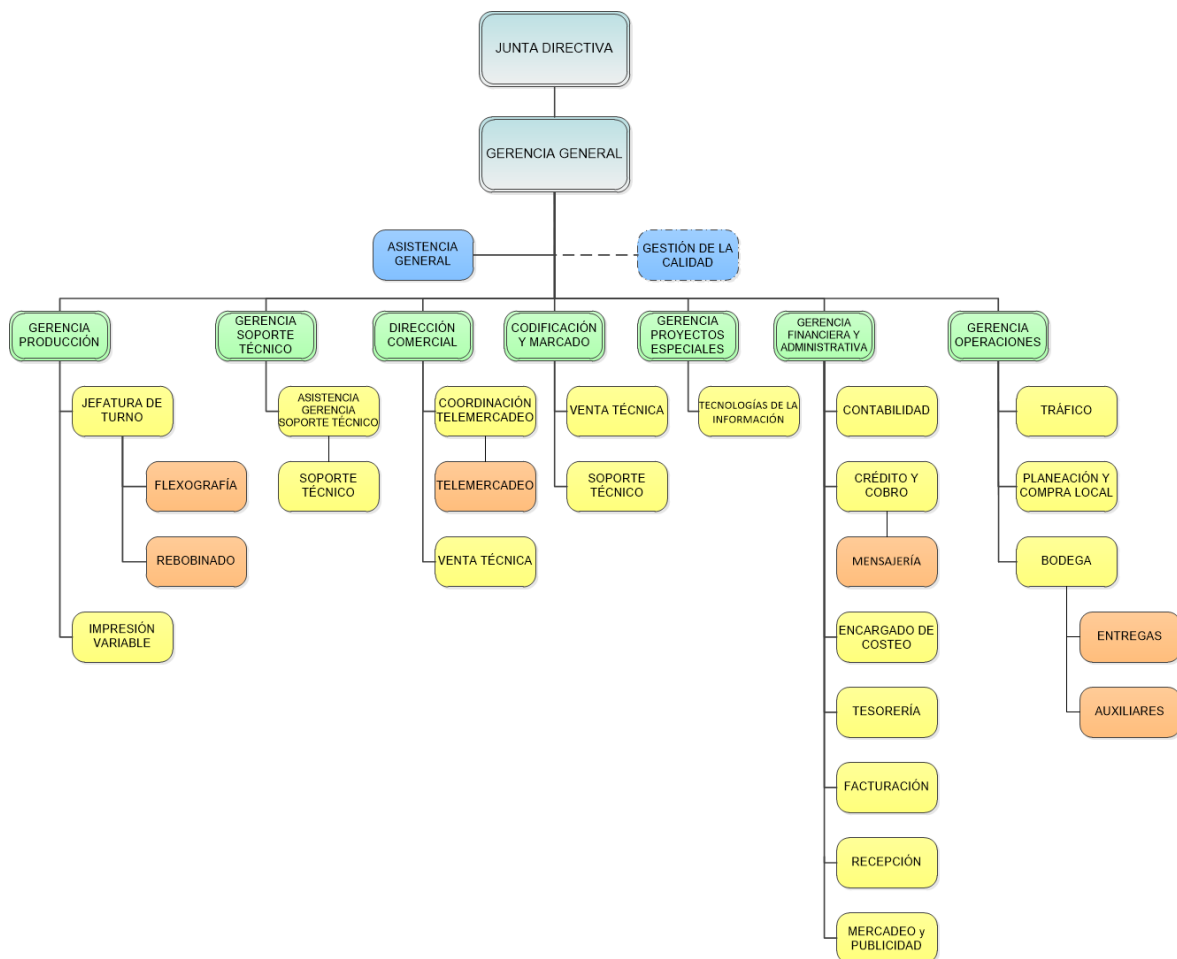 JUNTA DIRECTIVA
GERENCIA GENERAL
ASISTENCIA
GENERAL
GESTIÓN DE LA
CALIDAD
GERENCIA
PRODUCCIÓN
GERENCIA
SOPORTE
TÉCNICO
DIRECCIÓN
COMERCIAL
CODIFICACIÓN
Y MARCADO
GERENCIA
PROYECTOS
ESPECIALES
GERENCIA
FINANCIERA Y
ADMINISTRATIVA
GERENCIA
OPERACIONES
JEFATURA DE
TURNO
FLEXOGRAFÍA
REBOBINADO
IMPRESIÓN
VARIABLE
ASISTENCIA
GERENCIA
SOPORTE TÉCNICO
SOPORTE
TÉCNICO
COORDINACIÓN
TELEMERCADEO
TELEMERCADEO
VENTA TÉCNICA
VENTA TÉCNICA
SOPORTE
TÉCNICO
TECNOLOGÍAS DE LA
INFORMACIÓN
CONTABILIDAD
CRÉDITO Y
COBRO
MENSAJERÍA
ENCARGADO DE
COSTEO
TESORERÍA
FACTURACIÓN
RECEPCIÓN
MERCADEO y
PUBLICIDAD
TRÁFICO
PLANEACIÓN Y
COMPRA LOCAL
BODEGA
ENTREGAS
AUXILIARES